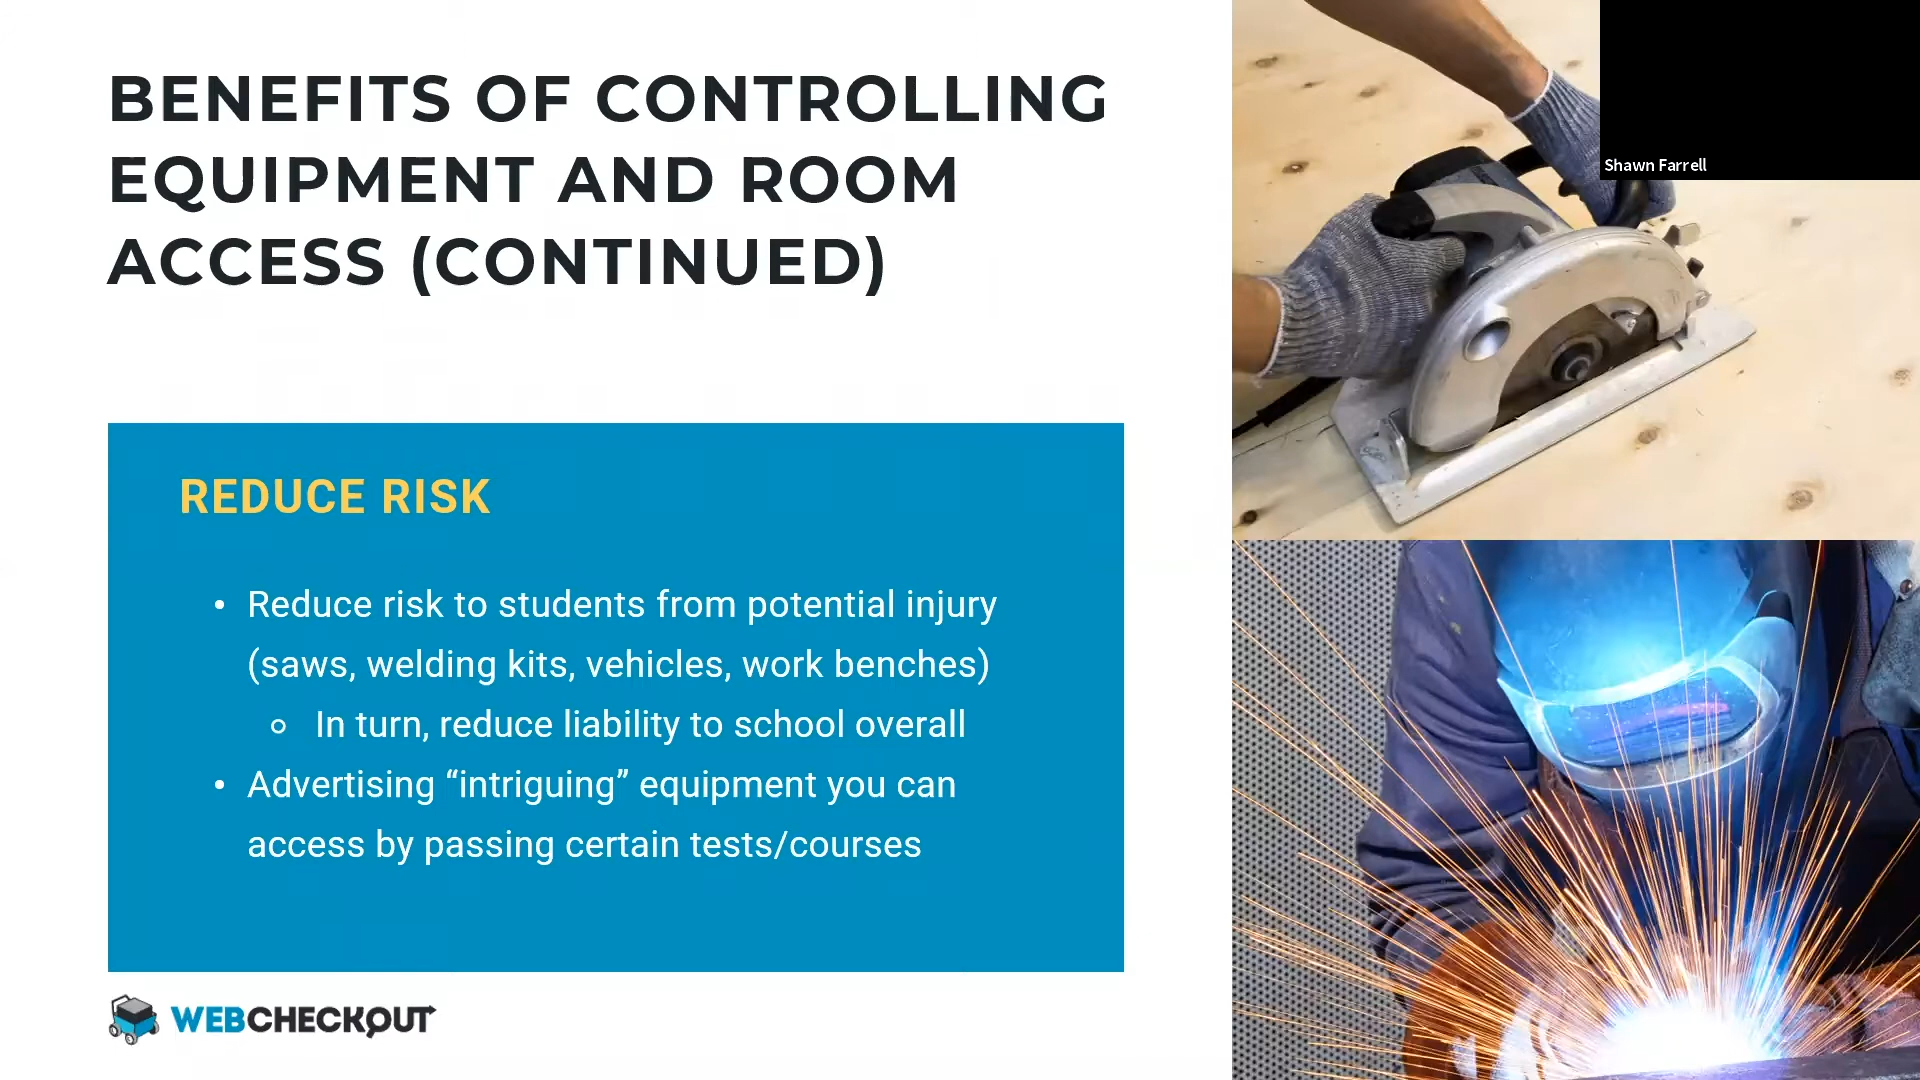 BENEFITS OF CONTROLLING
EQUIPMENT AND ROOM
ACCESS (CONTINUED)
Shawn Farrell
REDUCE RISK
• Reduce risk to students from potential injury
(saws, welding kits, vehicles, work benches)
○ In turn, reduce liability to school overall
• Advertising “intriguing” equipment you can
access by passing certain tests/courses
WEBCHECKOUT